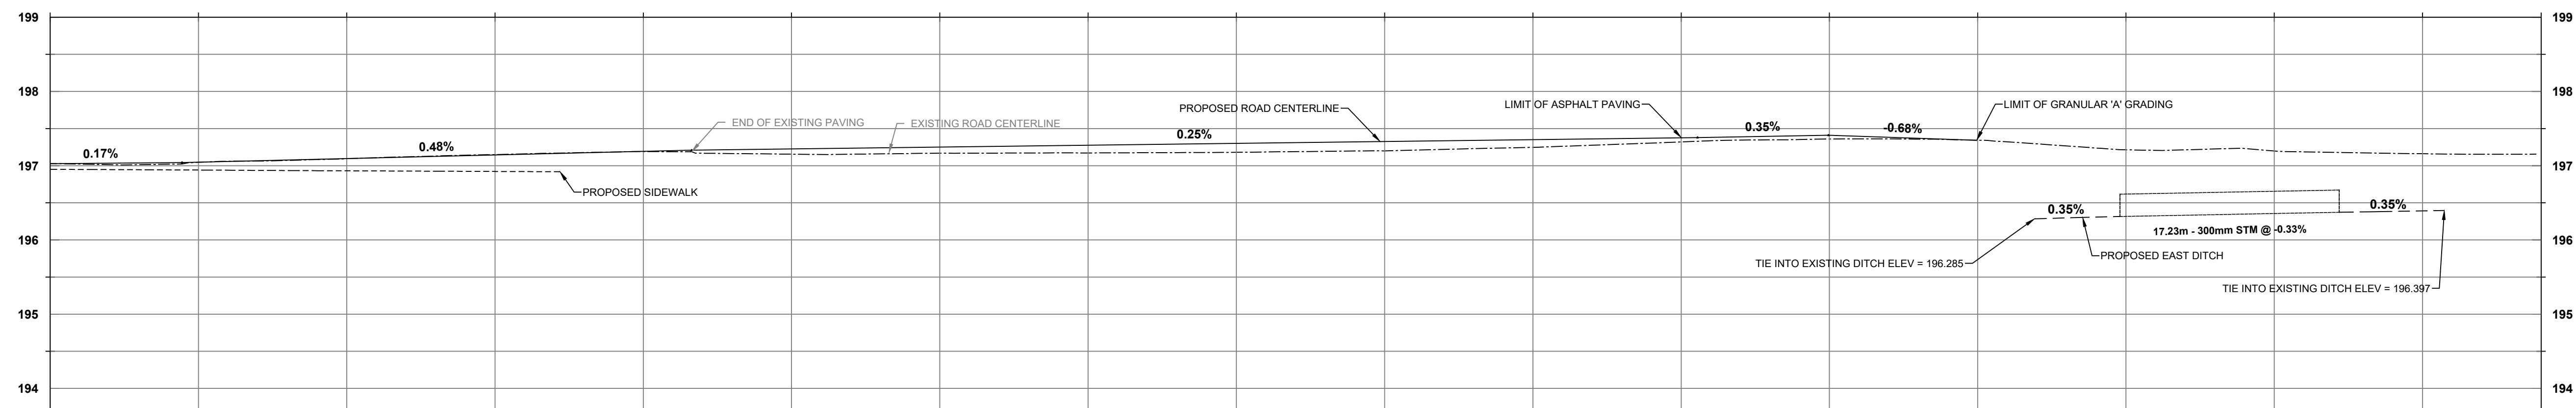 199
199
198
198
PROPOSED ROAD CENTERLINE
LIMIT OF ASPHALT PAVING
LIMIT OF GRANULAR 'A' GRADING
END OF EXISTING PAVING
EXISTING ROAD CENTERLINE
0.17%
0.48%
0.25%
0.35%
-0.68%
197
197
PROPOSED SIDEWALK
0.35%
0.35%
17.23m - 300mm STM @ -0.33%
196
196
TIE INTO EXISTING DITCH ELEV = 196.285
PROPOSED EAST DITCH
TIE INTO EXISTING DITCH ELEV = 196.397
195
195
194
194